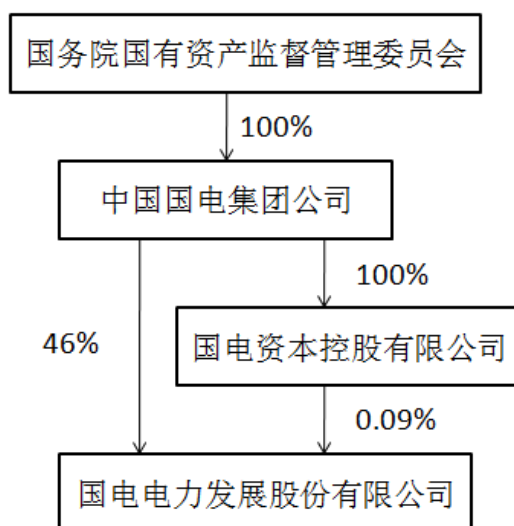 国务院国有资产监督管理委员会
100%
中国国电集团公司
100%
国电资本控股有限公司
46%
0.09%
国电电力发展股份有限公司